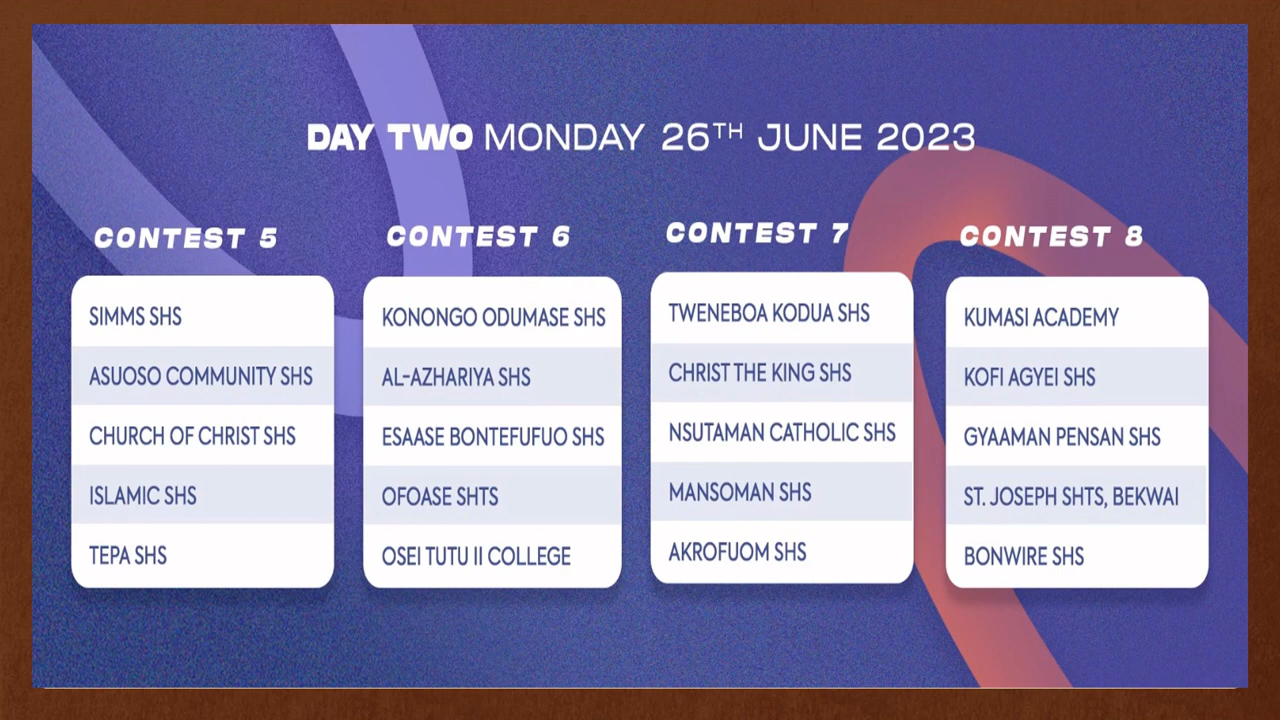 DAY TWO MONDAY 26TH JUNE 2023
CONTEST 5
SIMMS SHS
ASUOSO COMMUNITY SHS
CHURCH OF CHRIST SHS
ISLAMIC SHS
TEPA SHS
CONTEST 6
KONONGO ODUMASE SHS
AL-AZHARIYA SHS
ESAASE BONTEFUFUO SHS
OFOASE SHTS
OSEI TUTU II COLLEGE
CONTEST 7
TWENEBOA KODUA SHS
CHRIST THE KING SHS
NSUTAMAN CATHOLIC SHS
MANSOMAN SHS
AKROFUOM SHS
CONTEST 8
KUMASI ACADEMY
KOFI AGYEI SHS
GYAAMAN PENSAN SHS
ST. JOSEPH SHTS, BEKWAI
BONWIRE SHS